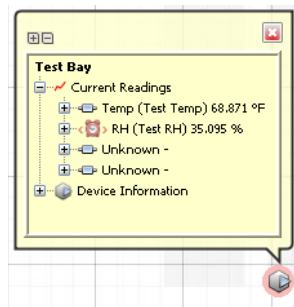 Test Bay
Current Readings
Temp (Test Temp) 68.871 °F
RH (Test RH) 35.095 %
Unknown -
Unknown -
Device Information